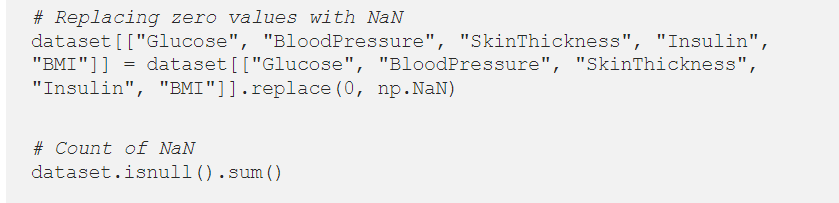 # Replacing zero values with NaN
dataset[["Glucose", "BloodPressure", "SkinThickness", "Insulin",
"BMI"]] = dataset[["Glucose", "BloodPressure", "SkinThickness",
"Insulin", "BMI"]].replace(0, np.NaN)
# Count of NaN
dataset.isnull().sum()